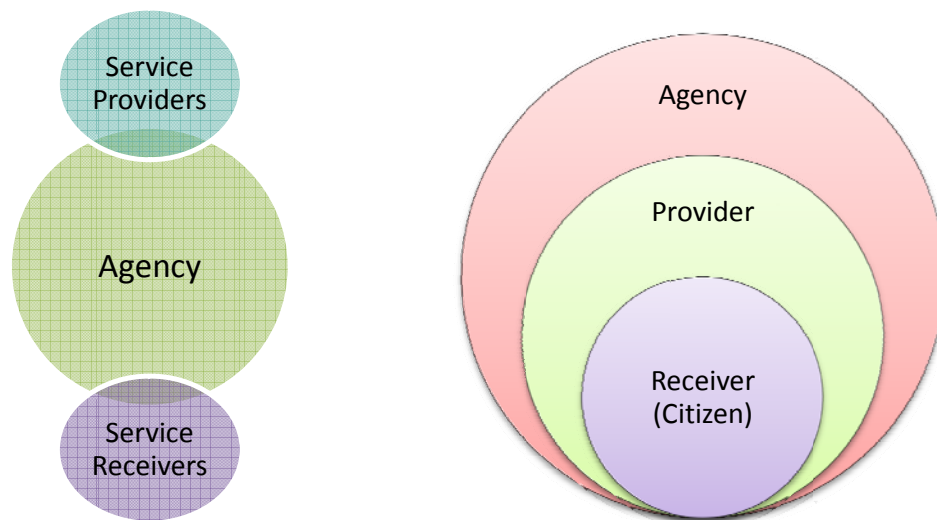 Service
Providers
Agency
Service
Receivers
Agency
Provider
Receiver
(Citizen)